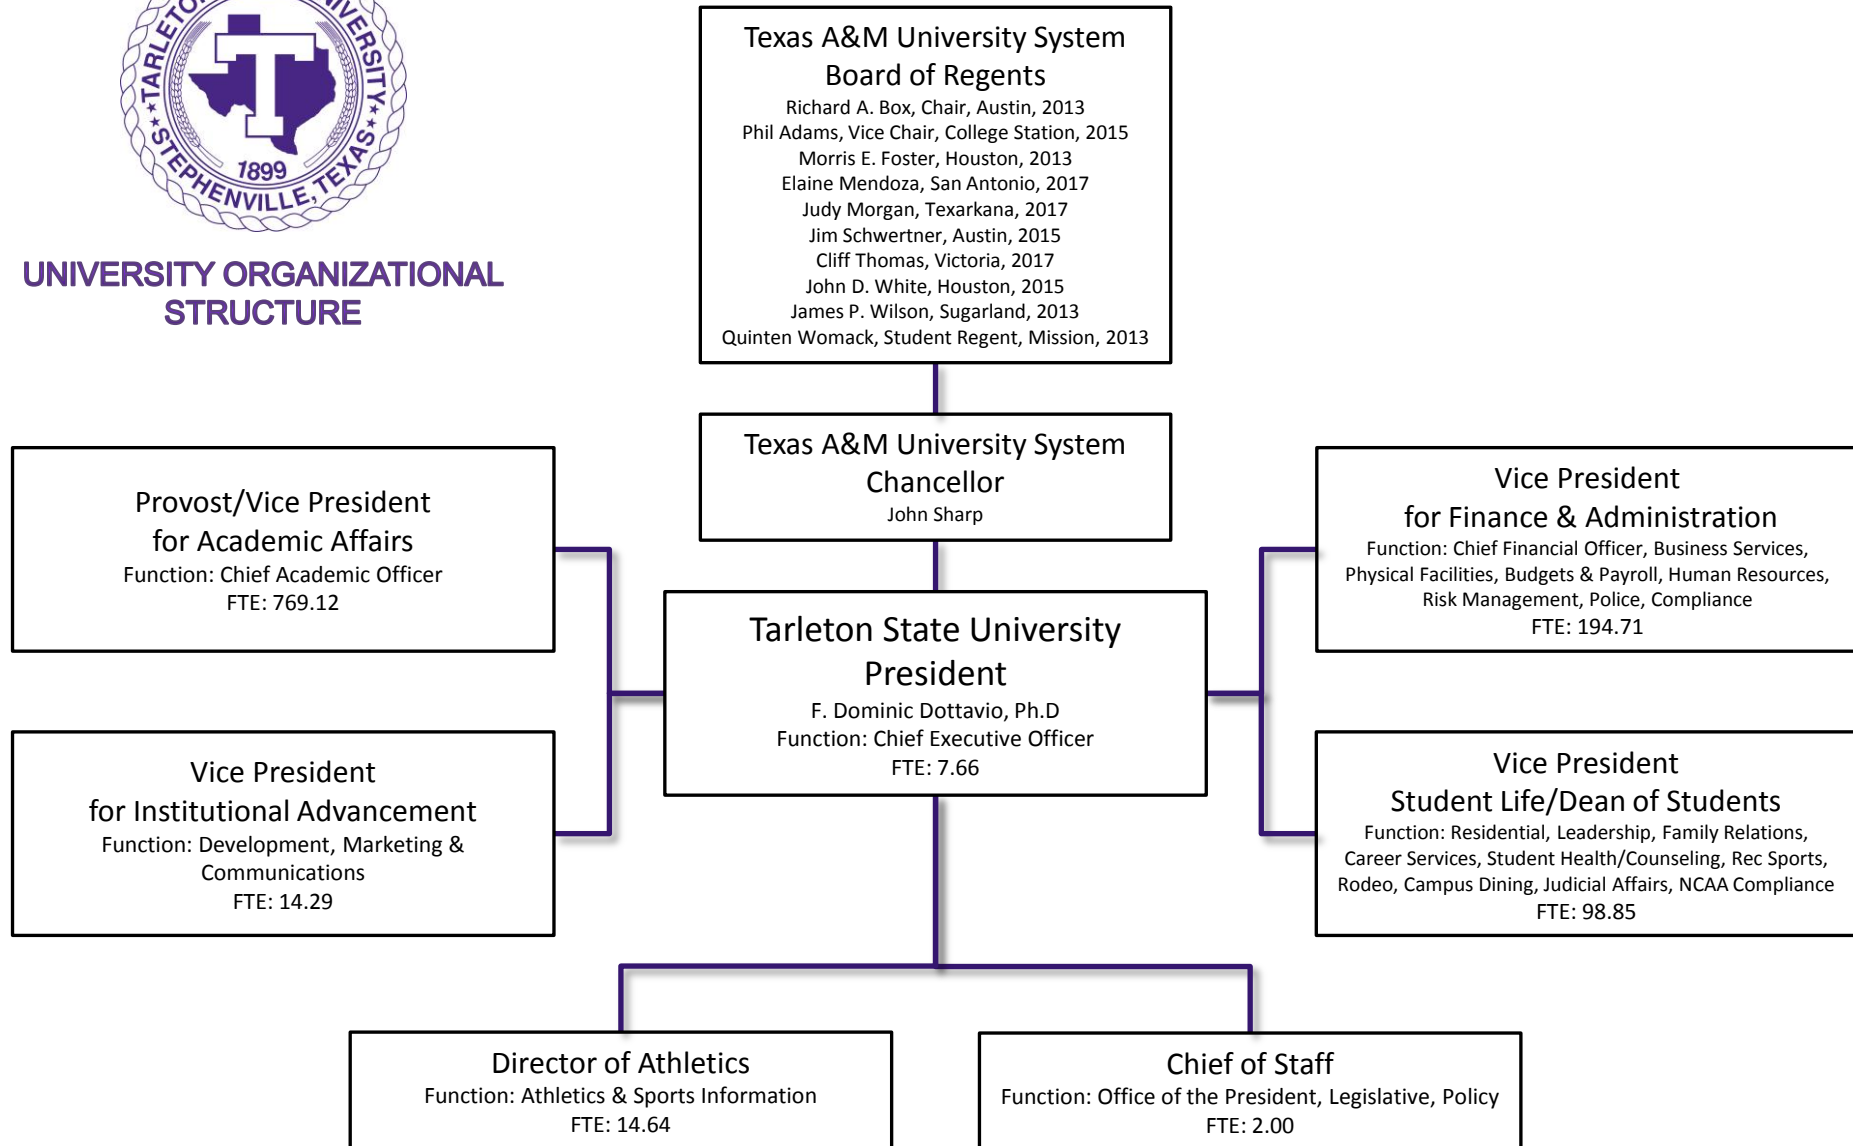 TARLETON UNIVERSITY
T
1899
STEPHENVILLE, TEXAS
UNIVERSITY ORGANIZATIONAL
STRUCTURE
Texas A&M University System
Board of Regents
Richard A. Box, Chair, Austin, 2013
Phil Adams, Vice Chair, College Station, 2015
Morris E. Foster, Houston, 2013
Elaine Mendoza, San Antonio, 2017
Judy Morgan, Texarkana, 2017
Jim Schwertner, Austin, 2015
Cliff Thomas, Victoria, 2017
John D. White, Houston, 2015
James P. Wilson, Sugarland, 2013
Quinten Womack, Student Regent, Mission, 2013
Texas A&M University System
Chancellor
John Sharp
Provost/Vice President
for Academic Affairs
Function: Chief Academic Officer
FTE: 769.12
Tarleton State University
President
F. Dominic Dottavio, Ph.D
Function: Chief Executive Officer
FTE: 7.66
Vice President
for Finance & Administration
Function: Chief Financial Officer, Business Services,
Physical Facilities, Budgets & Payroll, Human Resources,
Risk Management, Police, Compliance
FTE: 194.71
Vice President
for Institutional Advancement
Function: Development, Marketing &
Communications
FTE: 14.29
Vice President
Student Life/Dean of Students
Function: Residential, Leadership, Family Relations,
Career Services, Student Health/Counseling, Rec Sports,
Rodeo, Campus Dining, Judicial Affairs, NCAA Compliance
FTE: 98.85
Director of Athletics
Function: Athletics & Sports Information
FTE: 14.64
Chief of Staff
Function: Office of the President, Legislative, Policy
FTE: 2.00